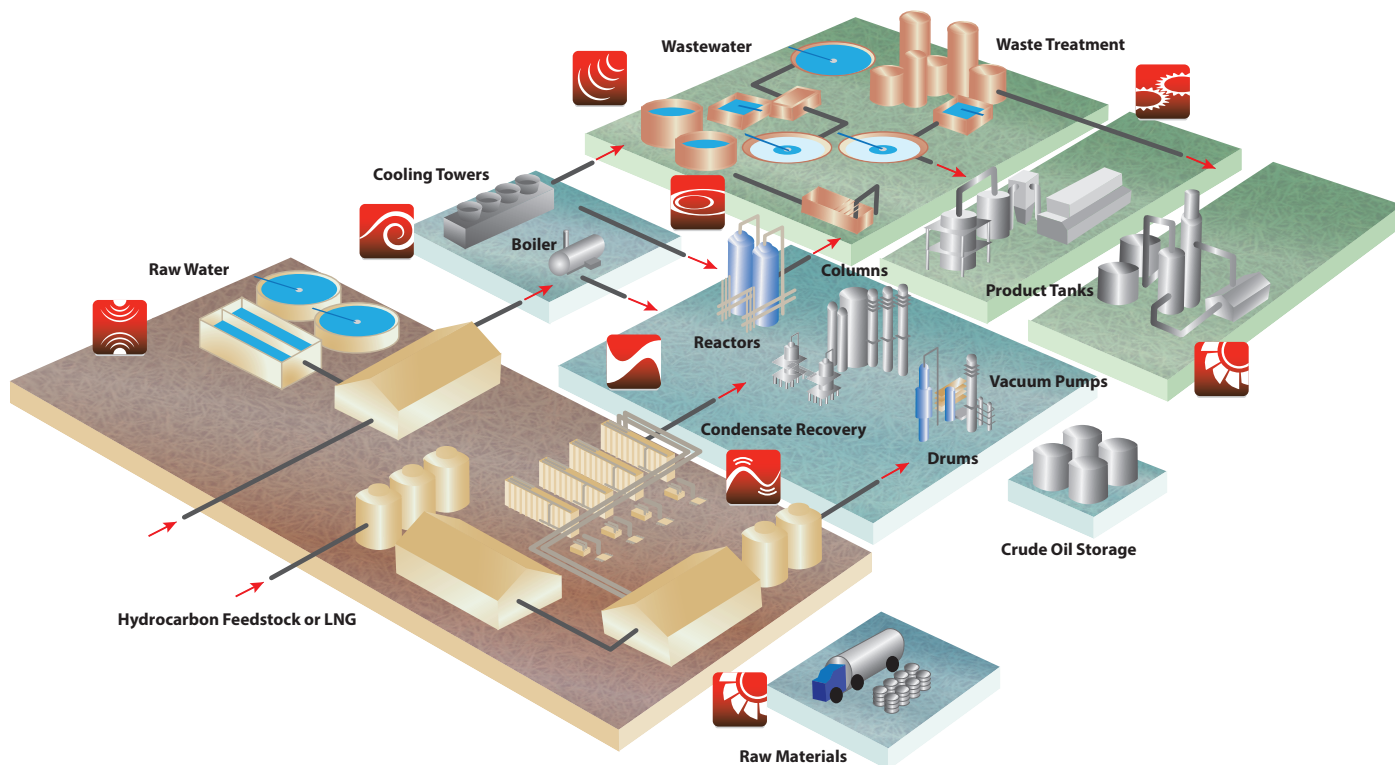 Wastewater
Waste Treatment
Cooling Towers
Boiler
Raw Water
Columns
Product Tanks
Reactors
Vacuum Pumps
Condensate Recovery
Drums
Crude Oil Storage
Hydrocarbon Feedstock or LNG
Raw Materials